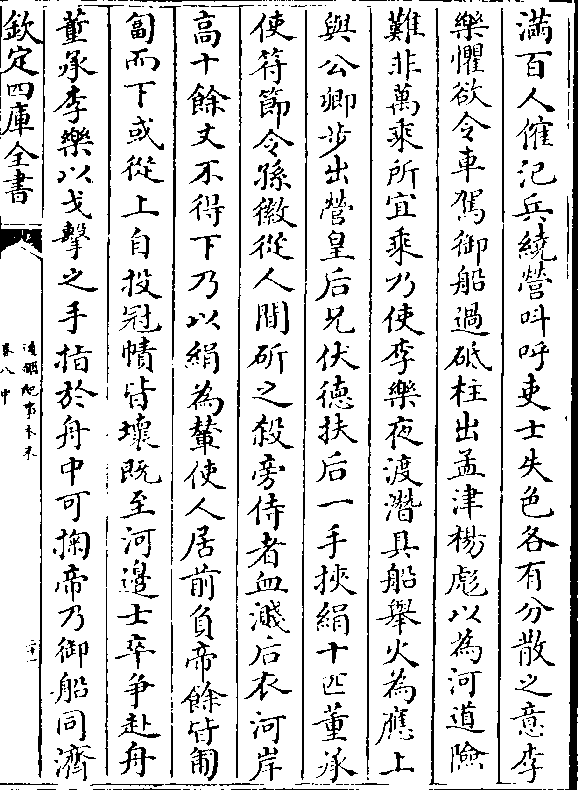 滿百人傕汜兵繞營叫呼吏士失色各有分散之意李
樂懼欲令車駕御船過砥柱出孟津楊彪以為河道險
難非萬乘所宜乘乃使李樂夜渡潛具船舉火為應上
與公卿步出營皇后兄伏德扶后一手挾絹十匹董承
使符節令孫徽從人間斫之殺旁侍者血濺后衣河岸
高十餘丈不得下乃以絹為輦使人居前負帝餘皆匍
匐而下或從上自投冠幘皆壞既至河邊士卒爭赴舟
董承李樂以戈擊之手指於舟中可掬帝乃御船同濟
欽定四庫全書
通鑑紀事本末
卷八中